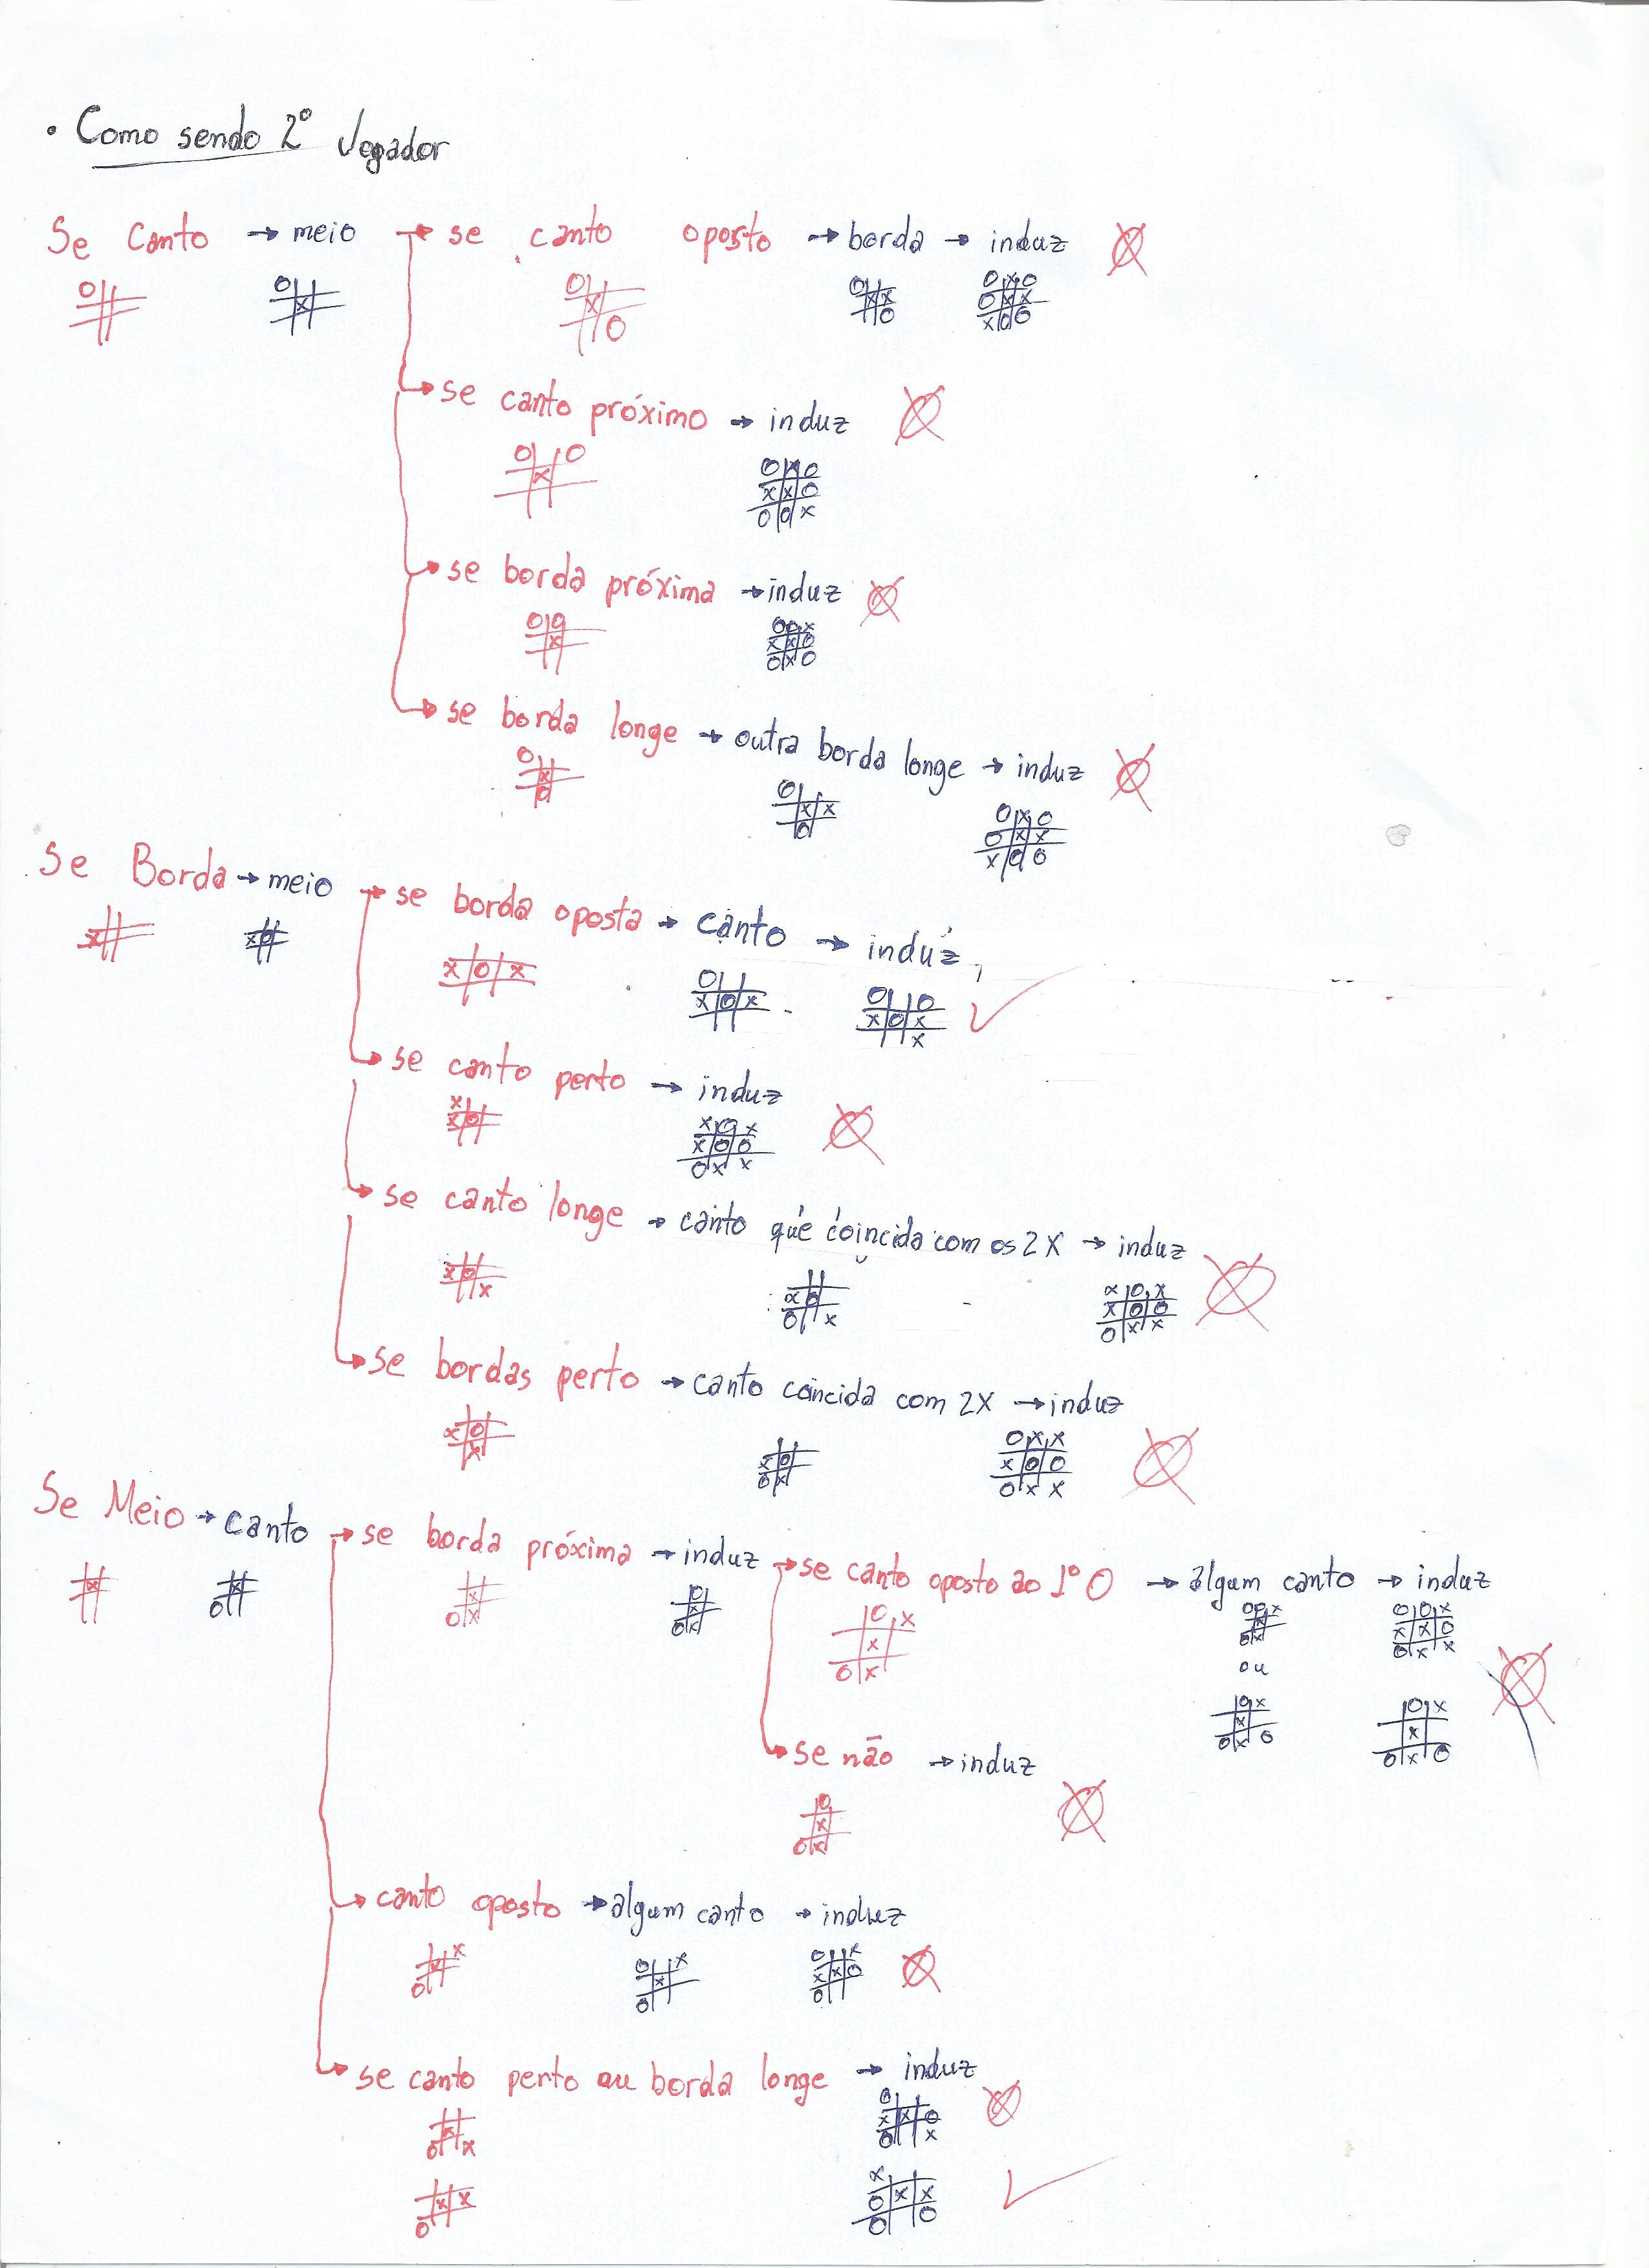 • Como sendo 2º Jogador
Se Canto → meio → se canto oposto → borda → induz
→ se canto próximo → induz
→ se borda próxima → induz
→ se borda longe → outra borda longe → induz
Se Borda → meio → se borda oposta → canto → induz
→ se canto perto → induz
→ se canto longe → canto que coincida com os 2X → induz
→ se bordas perto → canto coincida com 2X → induz
Se Meio → canto → se borda próxima → induz → se canto oposto ao 1º O → algum canto → induz
ou
→ se não → induz
→ canto oposto → algum canto → induz
→ se canto perto ou borda longe → induz